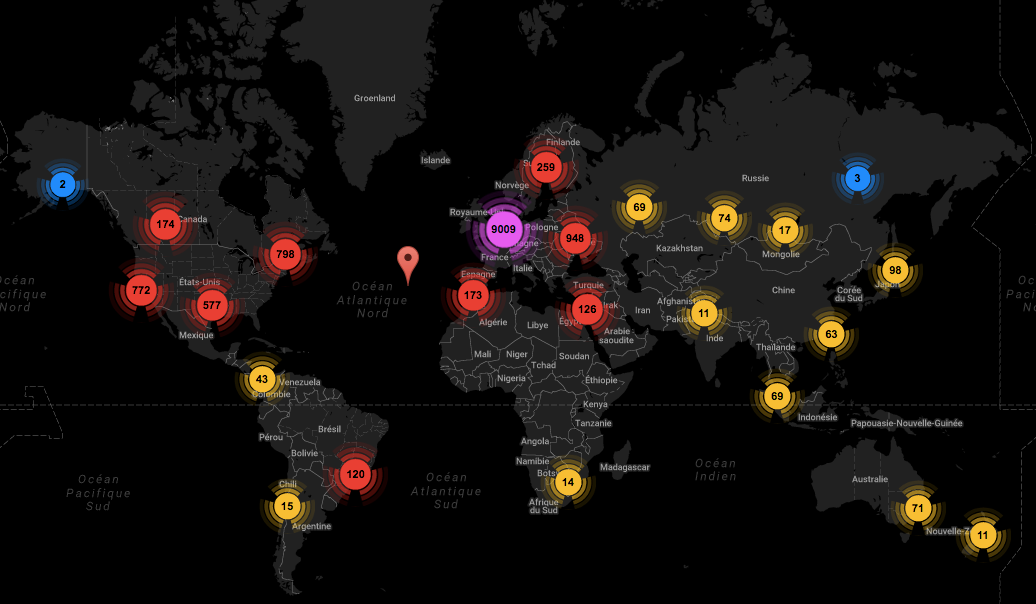 Groenland
Finlande
Islande
259
Norvège
Russie
2
3
Canada
174
69
74
17
Royaume-Uni
9009
Pologne
948
798
France
Kazakhstan
Mongolie
Italie
Espagne
98
États-Unis
772
577
Océan
Atlantique
Nord
173
Turquie
126
Irak
Iran
Afghanistan
Pakistan
11
Chine
Corée
du Sud
Japon
Océan
Pacifique
Nord
Mexique
Algérie
Libye
Égypte
Arabie
saoudite
Inde
63
Thaïlande
Mali
Niger
Tchad
Soudan
43
Venezuela
Colombie
Nigeria
Éthiopie
69
Kenya
Indonésie
Tanzanie
Papouasie-Nouvelle-Guinée
Brésil
Pérou
Angola
Bolivie
Namibie
Bots
Madagascar
120
14
Océan
Indien
Australie
Chili
Océan
Pacifique
Sud
Océan
Atlantique
Sud
15
Afrique
du Sud
71
Argentine
Nouvelle-Z
11